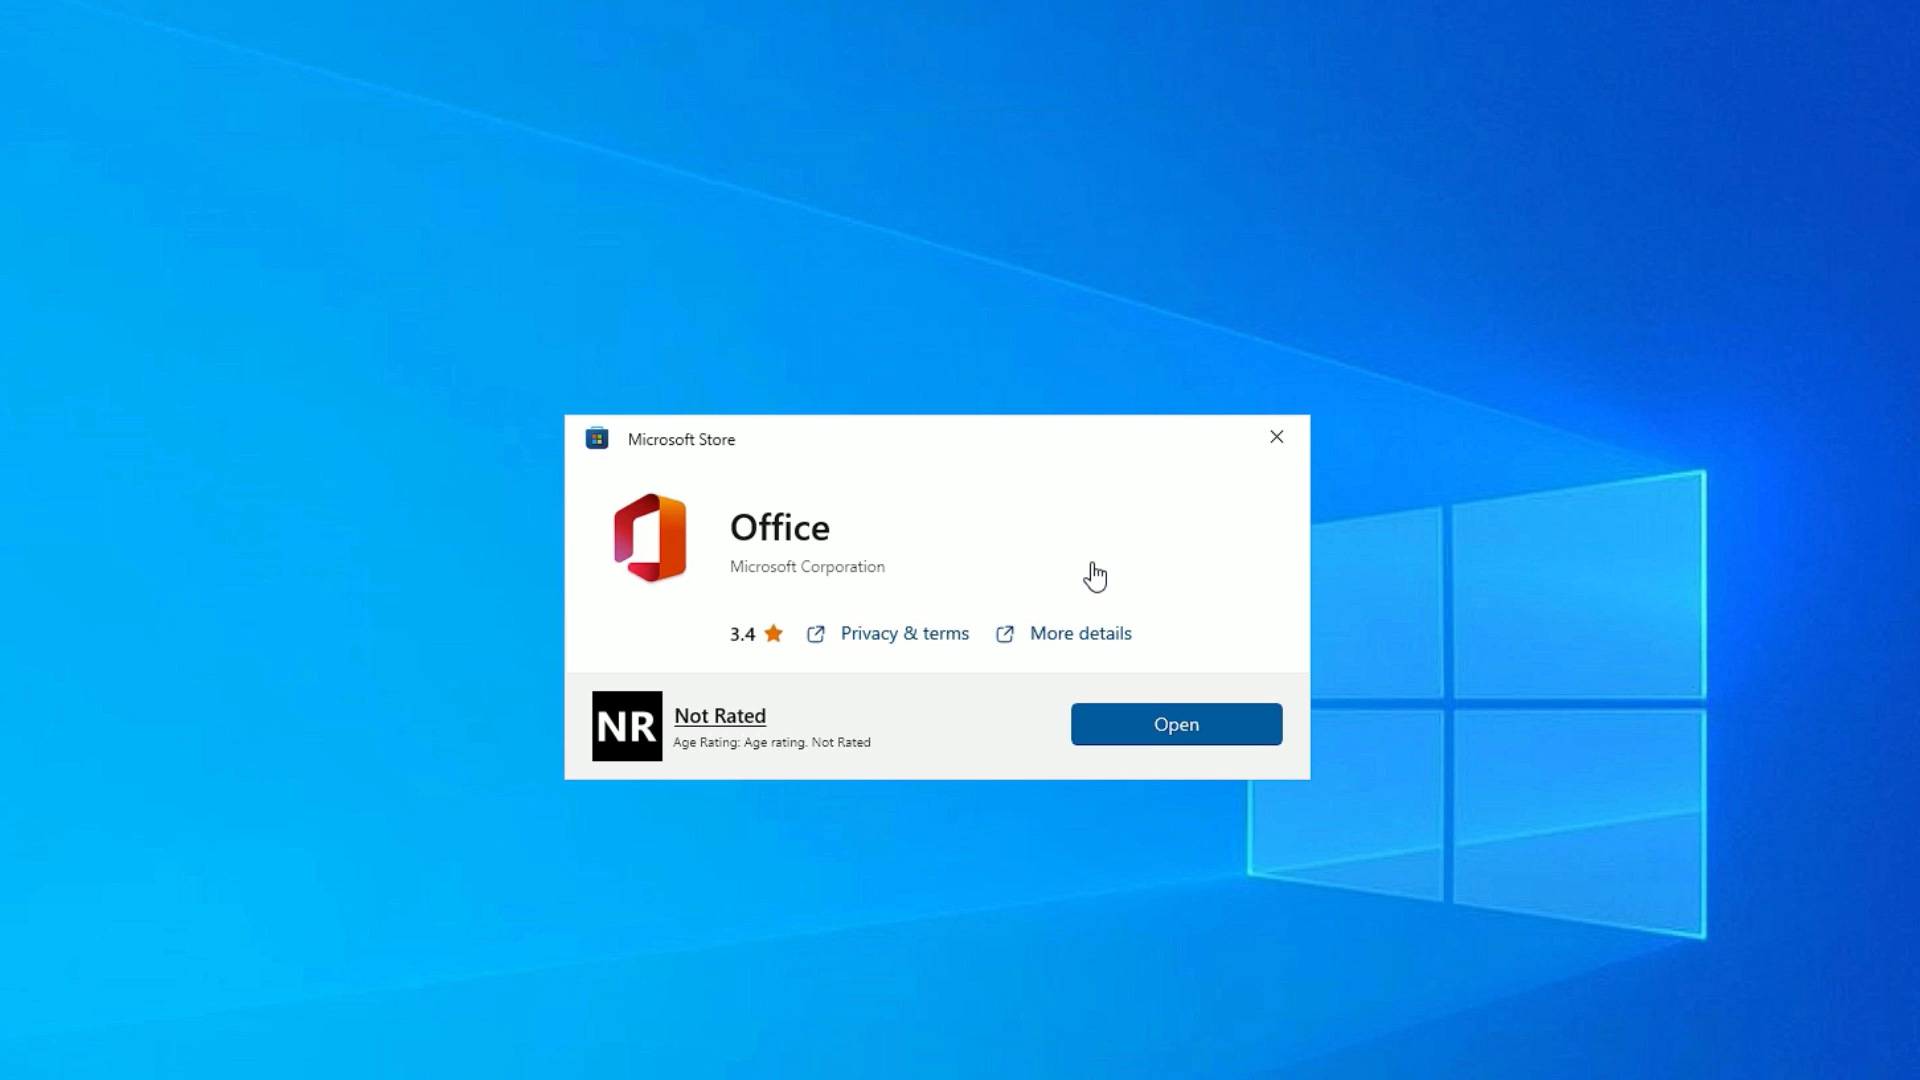 Microsoft Store
Office
Microsoft Corporation
3.4 Privacy & terms More details
NR Not Rated
Age Rating: Age rating. Not Rated
Open